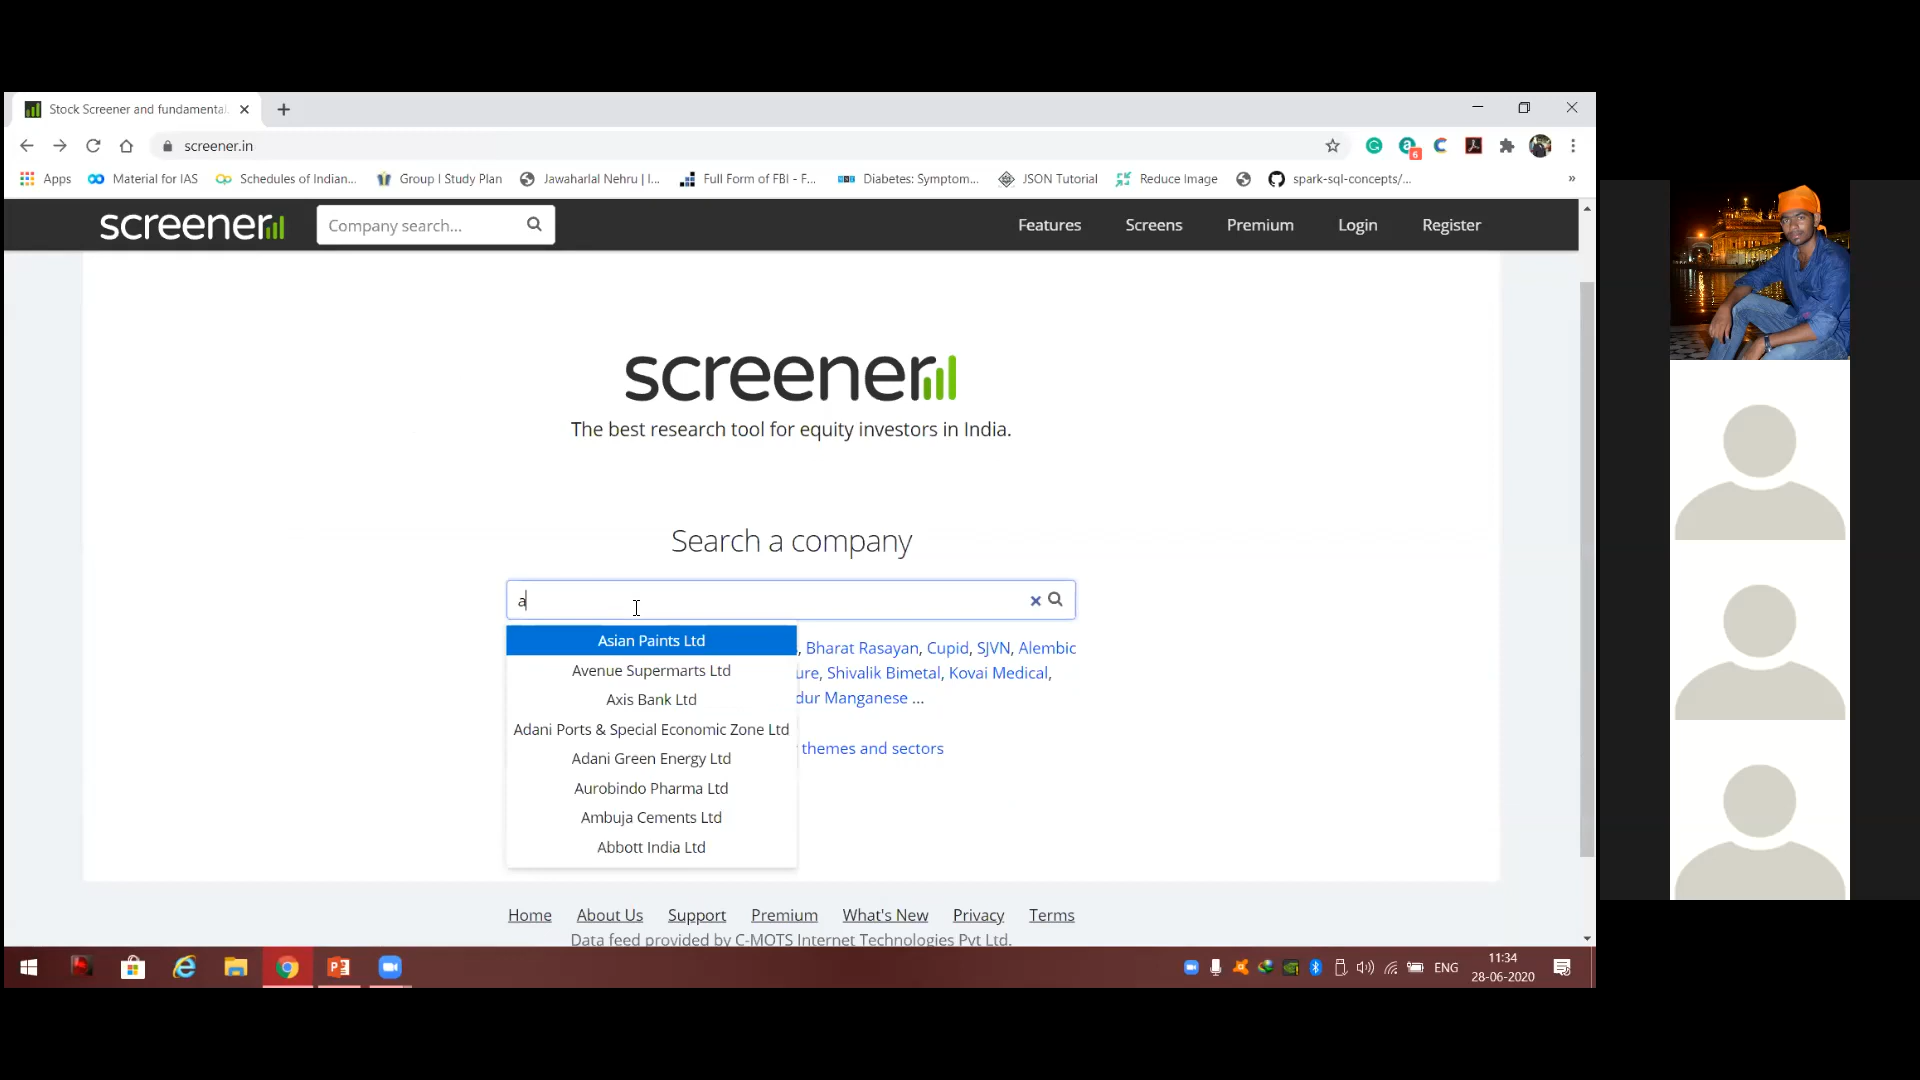 Stock Screener and fundamental
screener.in
Apps
Material for IAS
Schedules of Indian...
Group I Study Plan
Jawaharlal Nehru | I...
Full Form of FBI - F...
Diabetes: Symptom...
JSON Tutorial
Reduce Image
spark-sql-concepts/...
»
screener
Company search...
Features
Screens
Premium
Login
Register
screener
The best research tool for equity investors in India.
Search a company
a
Asian Paints Ltd
Avenue Supermarts Ltd
Axis Bank Ltd
Adani Ports & Special Economic Zone Ltd
Adani Green Energy Ltd
Aurobindo Pharma Ltd
Ambuja Cements Ltd
Abbott India Ltd
, Bharat Rasayan, Cupid, SJVN, Alembic
ure, Shivalik Bimetal, Kovai Medical,
dur Manganese ...
themes and sectors
Home
About Us
Support
Premium
What's New
Privacy
Terms
Data feed provided by C-MOTS Internet Technologies Pvt Ltd.
ENG
11:34
28-06-2020